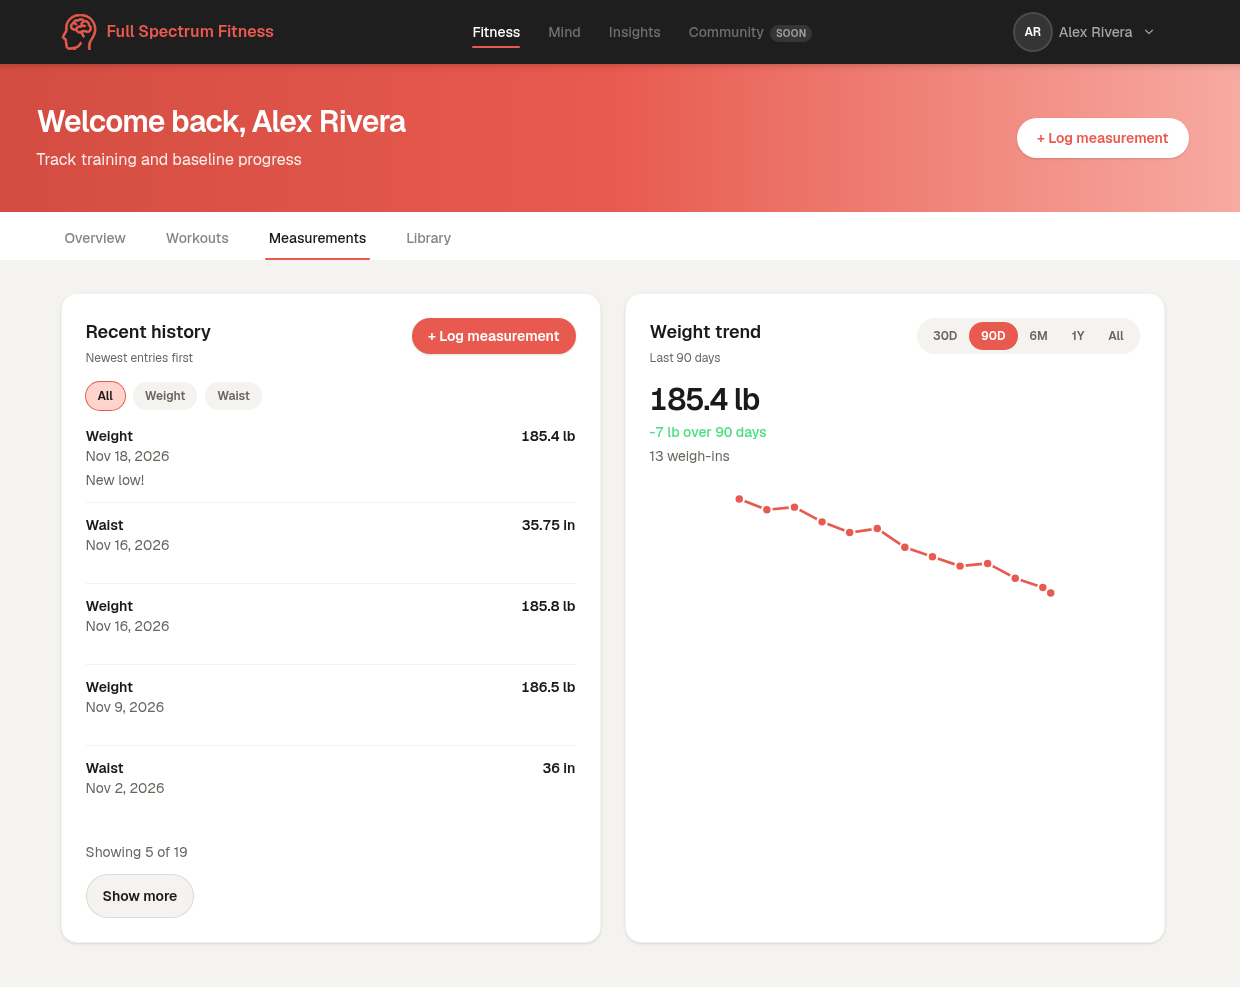 Full Spectrum Fitness
Fitness
Mind
Insights
Community SOON
AR
Alex Rivera
Welcome back, Alex Rivera
Track training and baseline progress
+ Log measurement
Overview
Workouts
Measurements
Library
Recent history
Newest entries first
+ Log measurement
All
Weight
Waist
Weight 185.4 lb
Nov 18, 2026
New low!
Waist 35.75 in
Nov 16, 2026
Weight 185.8 lb
Nov 16, 2026
Weight 186.5 lb
Nov 9, 2026
Waist 36 in
Nov 2, 2026
Showing 5 of 19
Show more
Weight trend
Last 90 days
30D
90D
6M
1Y
All
185.4 lb
-7 lb over 90 days
13 weigh-ins